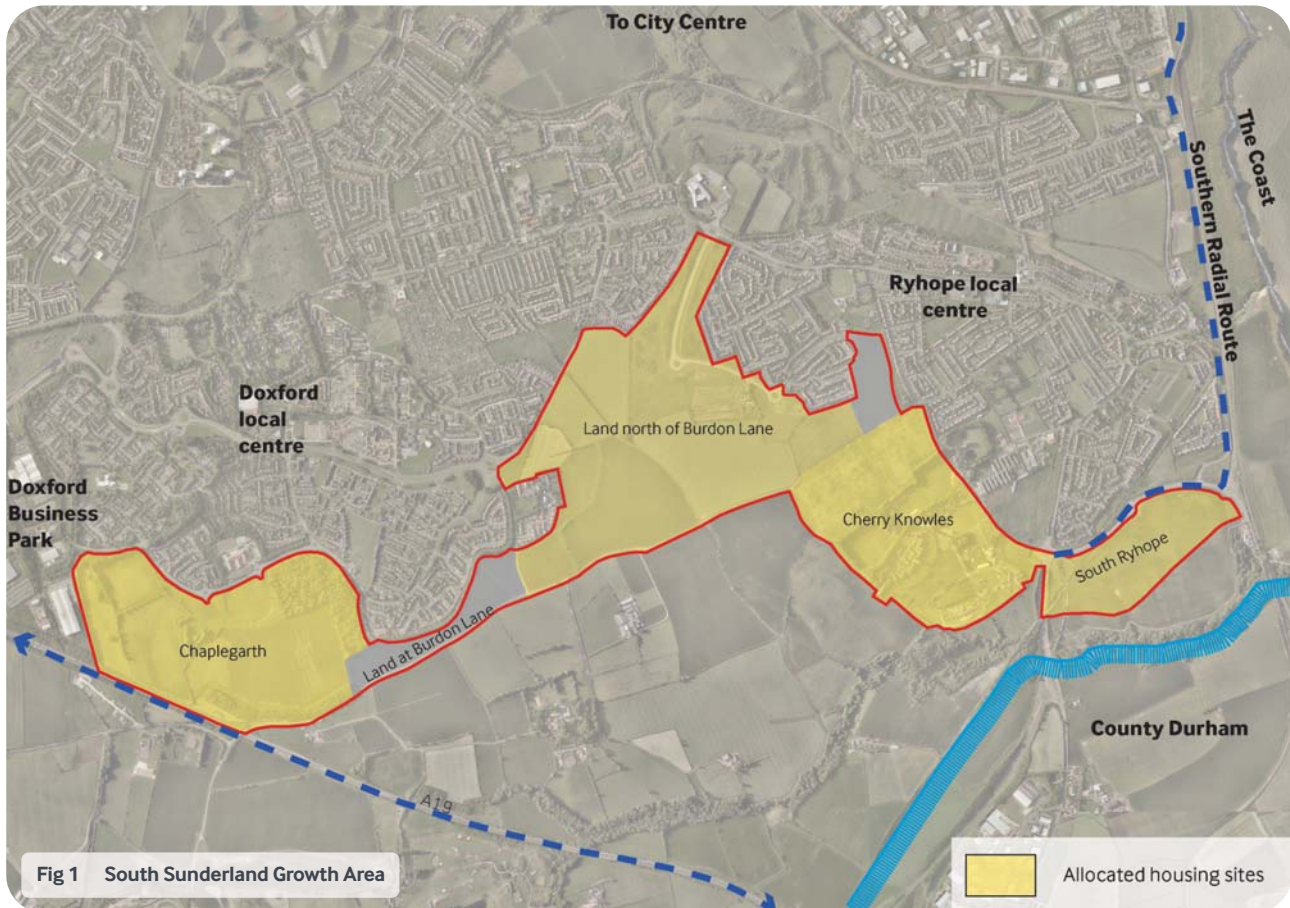 To City Centre
The Coast
Southern Radial Route
Ryhope local
centre
Doxford
local
centre
Land north of Burdon Lane
Doxford
Business
Park
Cherry Knowles
South Ryhope
Chaplegarth
Land at Burdon Lane
County Durham
A19
Fig 1 South Sunderland Growth Area
Allocated housing sites